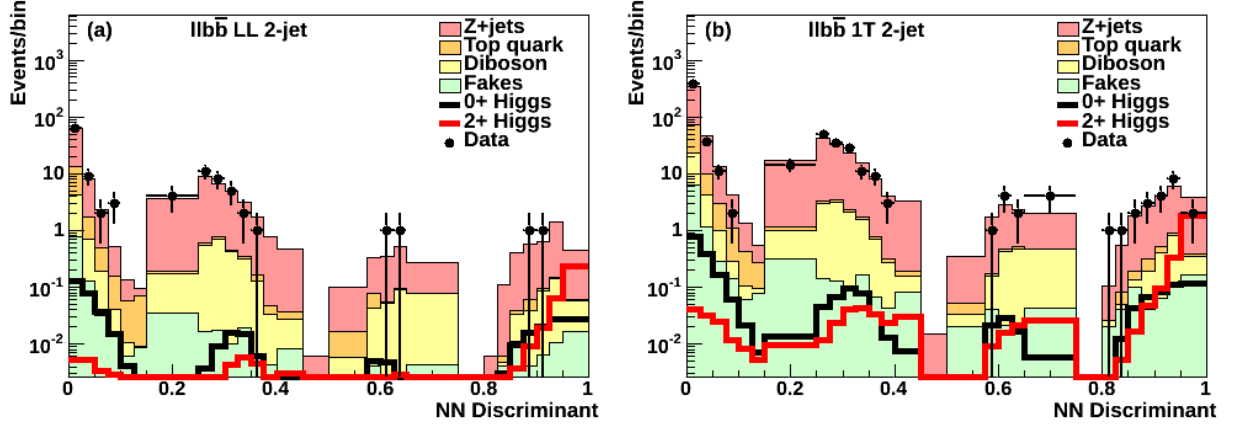 (a) llbb̄ LL 2-jet
Events/bin
Z+jets
Top quark
Diboson
Fakes
0+ Higgs
2+ Higgs
Data
10³
10²
10
1
10⁻¹
10⁻²
0 0.2 0.4 0.6 0.8 1
NN Discriminant
(b) llbb̄ 1T 2-jet
Events/bin
Z+jets
Top quark
Diboson
Fakes
0+ Higgs
2+ Higgs
Data
10³
10²
10
1
10⁻¹
10⁻²
0 0.2 0.4 0.6 0.8 1
NN Discriminant